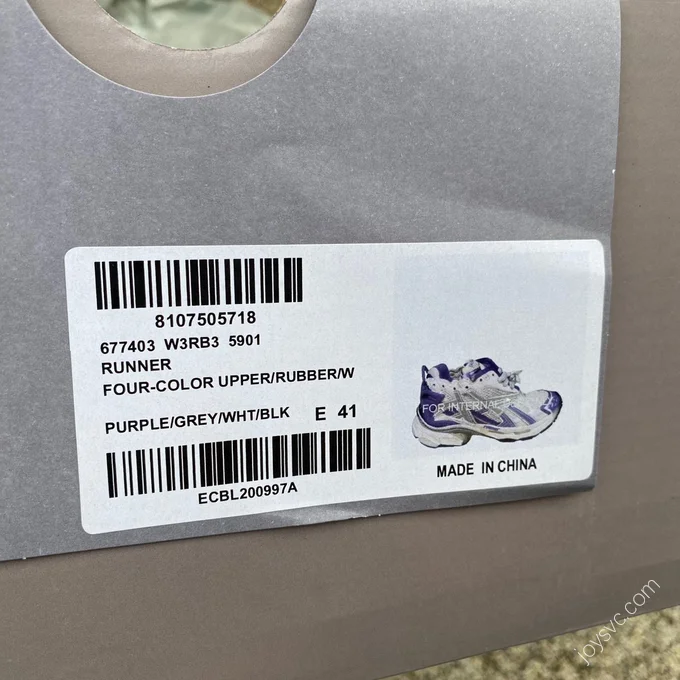 8107505718
677403 W3RB3 5901
RUNNER
FOUR-COLOR UPPER/RUBBER/W
PURPLE/GREY/WHT/BLK E 41
ECBL200997A
FOR INTERNAL
MADE IN CHINA
joysvc.com